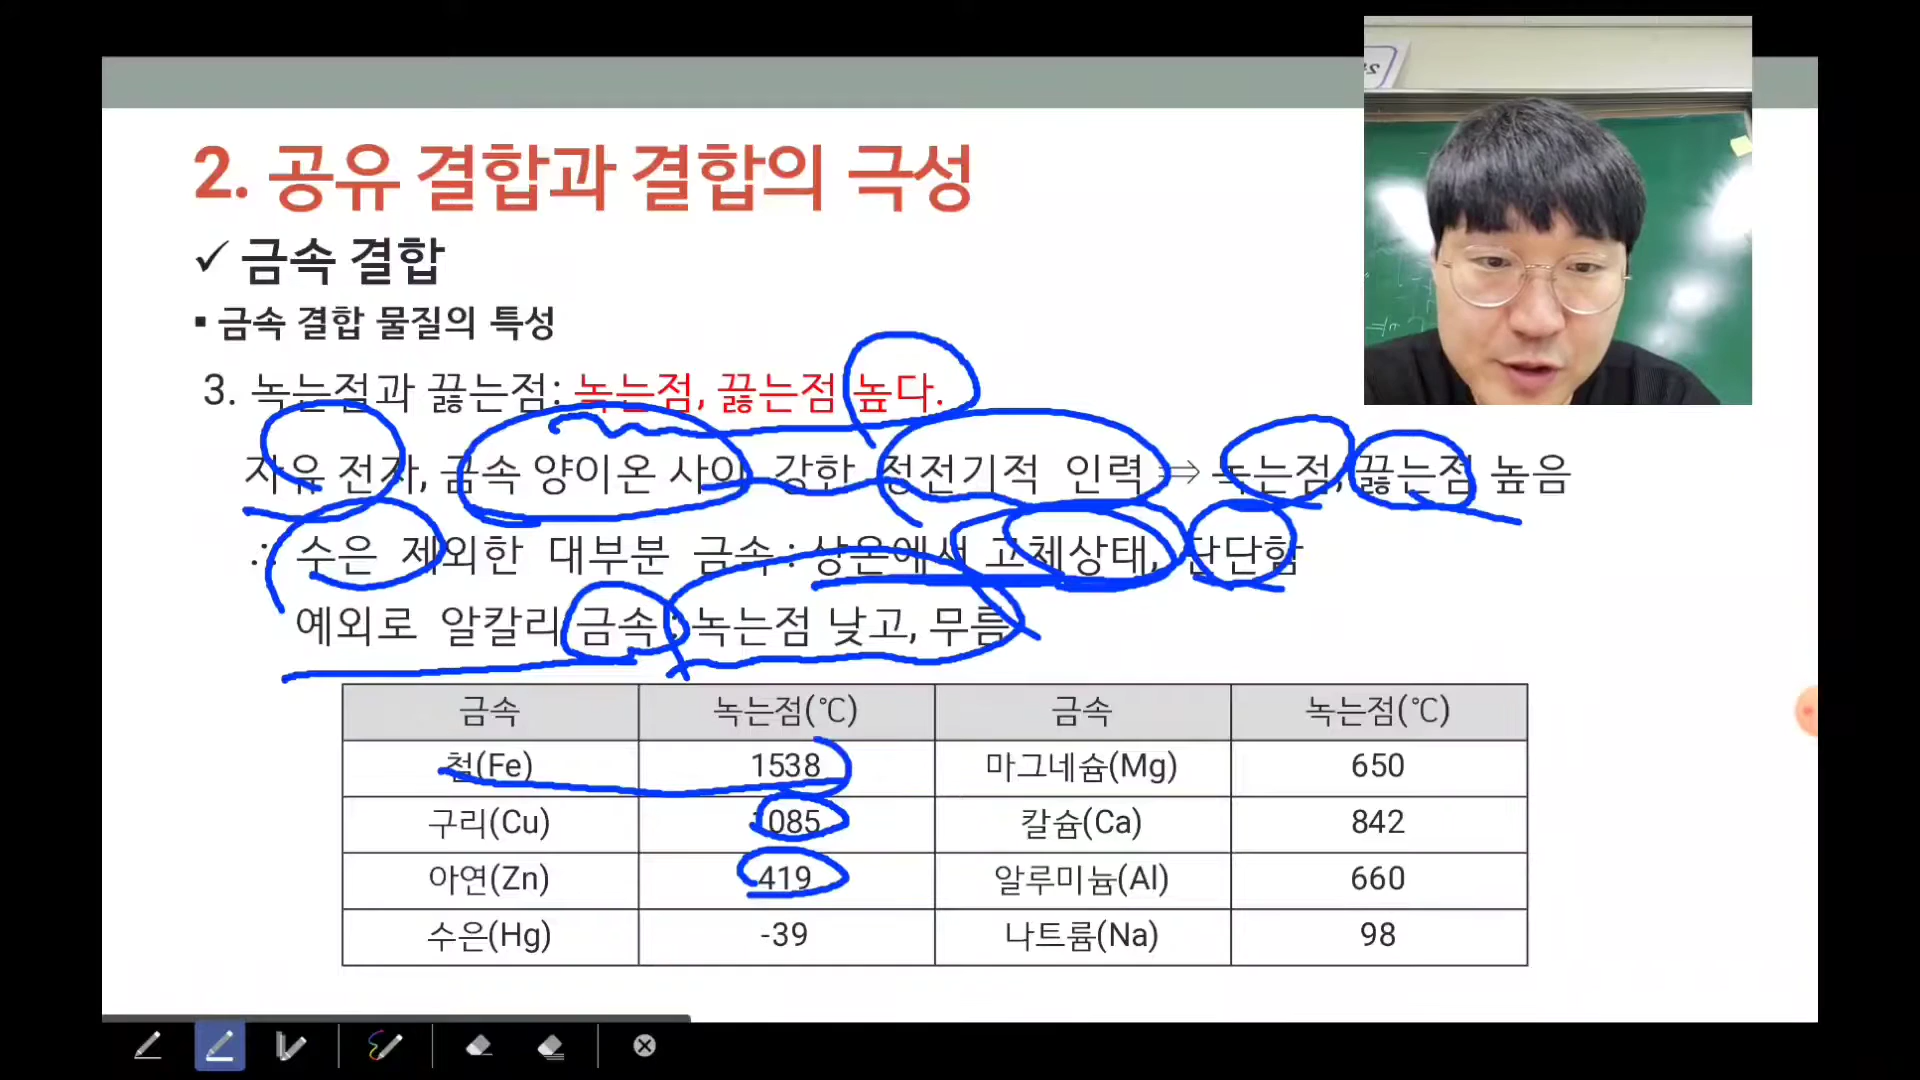 2. 공유 결합과 결합의 극성
✓ 금속 결합
▪ 금속 결합 물질의 특성
3. 녹는점과 끓는점: 녹는점, 끓는점 높다.
자유 전자, 금속 양이온 사이 강한 정전기적 인력 ⇒ 녹는점, 끓는점 높음
∴ 수은 제외한 대부분 금속 : 상온에서 고체상태, 단단함
예외로 알칼리 금속 : 녹는점 낮고, 무름
금속 녹는점(℃) 금속 녹는점(℃)
철(Fe) 1538 마그네슘(Mg) 650
구리(Cu) 1085 칼슘(Ca) 842
아연(Zn) 419 알루미늄(Al) 660
수은(Hg) -39 나트륨(Na) 98